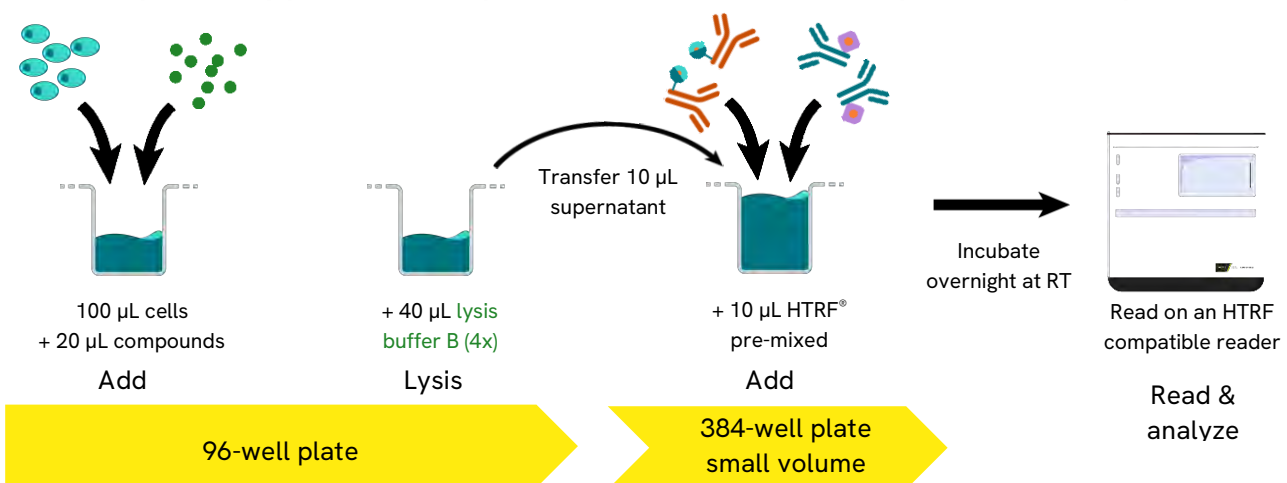 100 µL cells
+ 20 µL compounds
Add
+ 40 µL lysis
buffer B (4x)
Lysis
Transfer 10 µL
supernatant
+ 10 µL HTRF®
pre-mixed
Add
Incubate
overnight at RT
Read on an HTRF
compatible reader
Read &
analyze
96-well plate
384-well plate
small volume